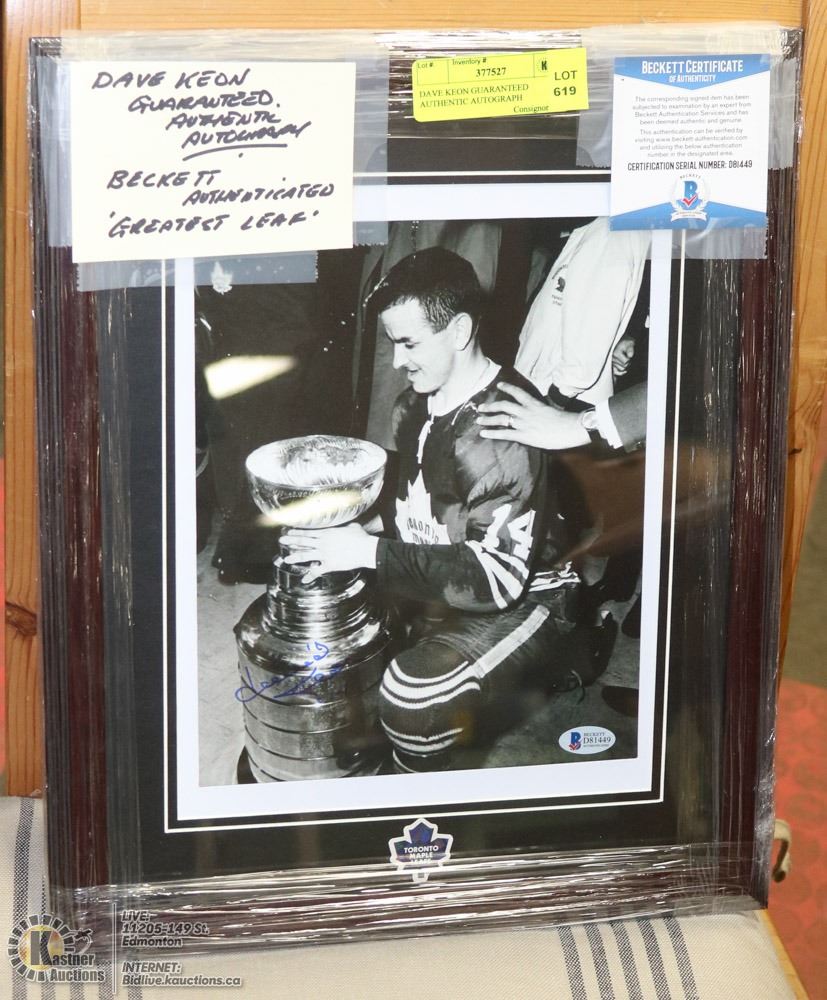 DAVE KEON
GUARANTEED.
AUTHENTIC
AUTOGRAPH
BECKETT
AUTHENTICATED
'GREATEST LEAF'
Lot #. Inventory #
377527 K LOT
DAVE KEON GUARANTEED 619
AUTHENTIC AUTOGRAPH
Consignor
BECKETT CERTIFICATE
OF AUTHENTICITY
The corresponding signed item has been
subjected to examination by an expert from
Beckett Authentication Services and has
been deemed authentic and genuine.
This authentication can be verified by
visiting www.beckett-authentication.com
and utilizing the below authentication
number in the designated area.
CERTIFICATION SERIAL NUMBER: D81449
BECKETT
B
14
TORONTO
B BECKETT
D81449
TORONTO
MAPLE
LEAFS
Kastner
Auctions
LIVE:
11205-149 St.
Edmonton
INTERNET:
Bidlive.kauctions.ca